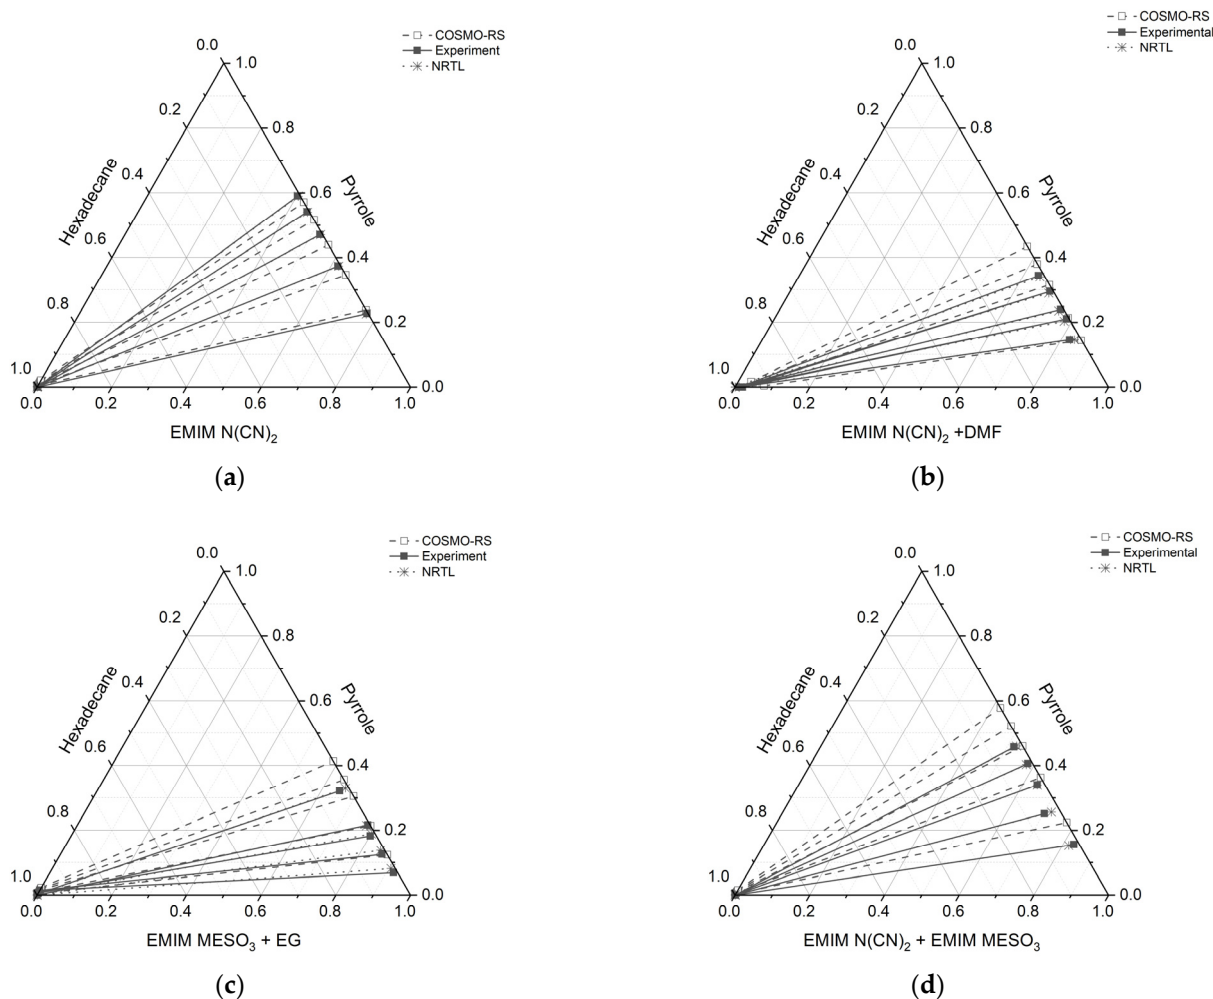 COSMO-RS
Experiment
NRTL
0.0
1.0
0.2
0.8
Hexadecane
Pyrrole
0.4
0.6
0.6
0.4
0.8
0.2
1.0
0.0
0.0 0.2 0.4 0.6 0.8 1.0
EMIM N(CN)₂
(a)
COSMO-RS
Experimental
NRTL
0.0
1.0
0.2
0.8
Hexadecane
Pyrrole
0.4
0.6
0.6
0.4
0.8
0.2
1.0
0.0
0.0 0.2 0.4 0.6 0.8 1.0
EMIM N(CN)₂ +DMF
(b)
COSMO-RS
Experiment
NRTL
0.0
1.0
0.2
0.8
Hexadecane
Pyrrole
0.4
0.6
0.6
0.4
0.8
0.2
1.0
0.0
0.0 0.2 0.4 0.6 0.8 1.0
EMIM MESO₃ + EG
(c)
COSMO-RS
Experimental
NRTL
0.0
1.0
0.2
0.8
Hexadecane
Pyrrole
0.4
0.6
0.6
0.4
0.8
0.2
1.0
0.0
0.0 0.2 0.4 0.6 0.8 1.0
EMIM N(CN)₂ + EMIM MESO₃
(d)